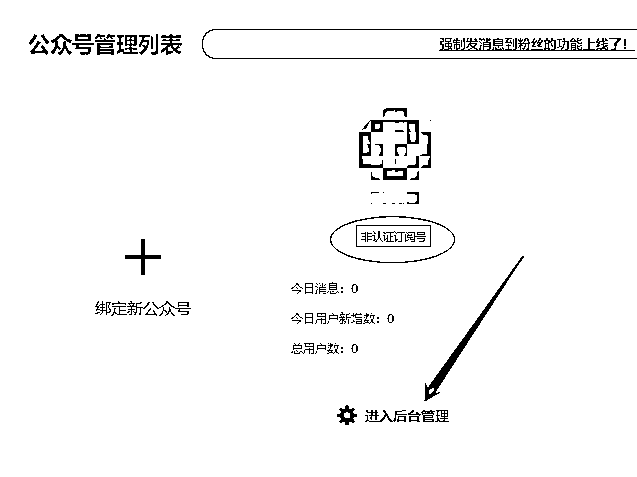 公众号管理列表
强制发消息到粉丝的功能上线了！
非认证订阅号
今日消息：0
今日用户新增数：0
总用户数：0
绑定新公众号
进入后台管理